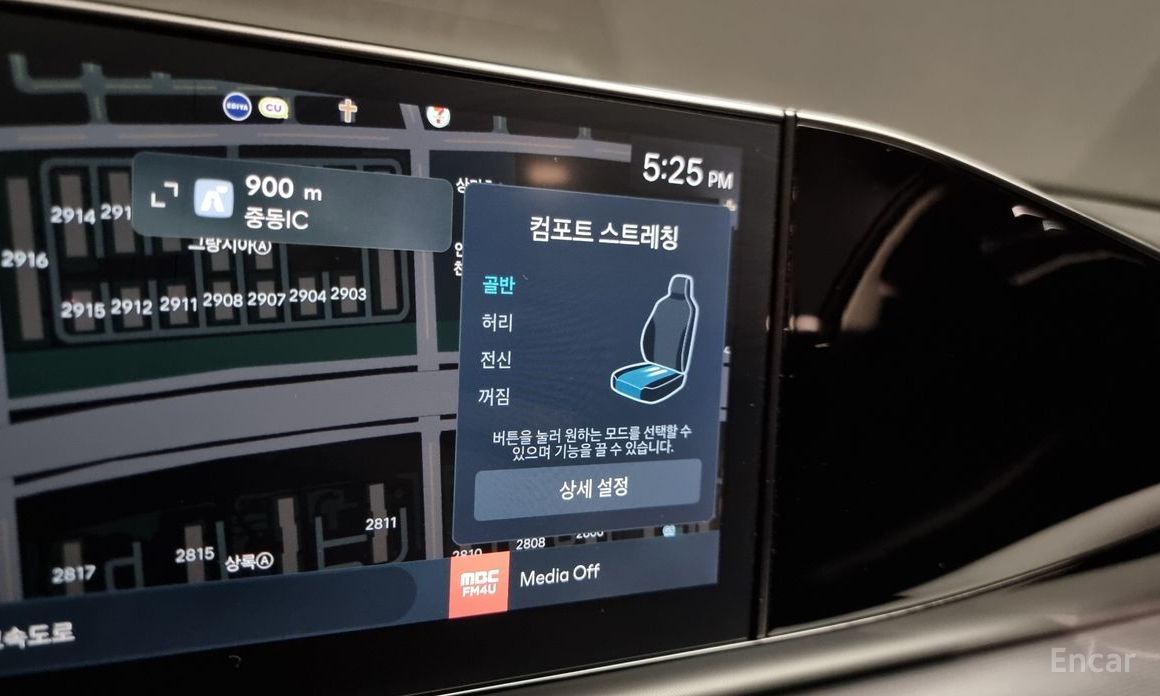 EDIYA
CU
7
5:25 PM
900 m
중동IC
2914
291
그랑시아Ⓐ
2916
2915 2912 2911 2908 2907 2904 2903
컴포트 스트레칭
골반
허리
전신
꺼짐
버튼을 눌러 원하는 모드를 선택할 수
있으며 기능을 끌 수 있습니다.
상세 설정
2811
2815
상록Ⓐ
2817
2810
2808
2806
MBC
FM4U
Media Off
속도로
Encar